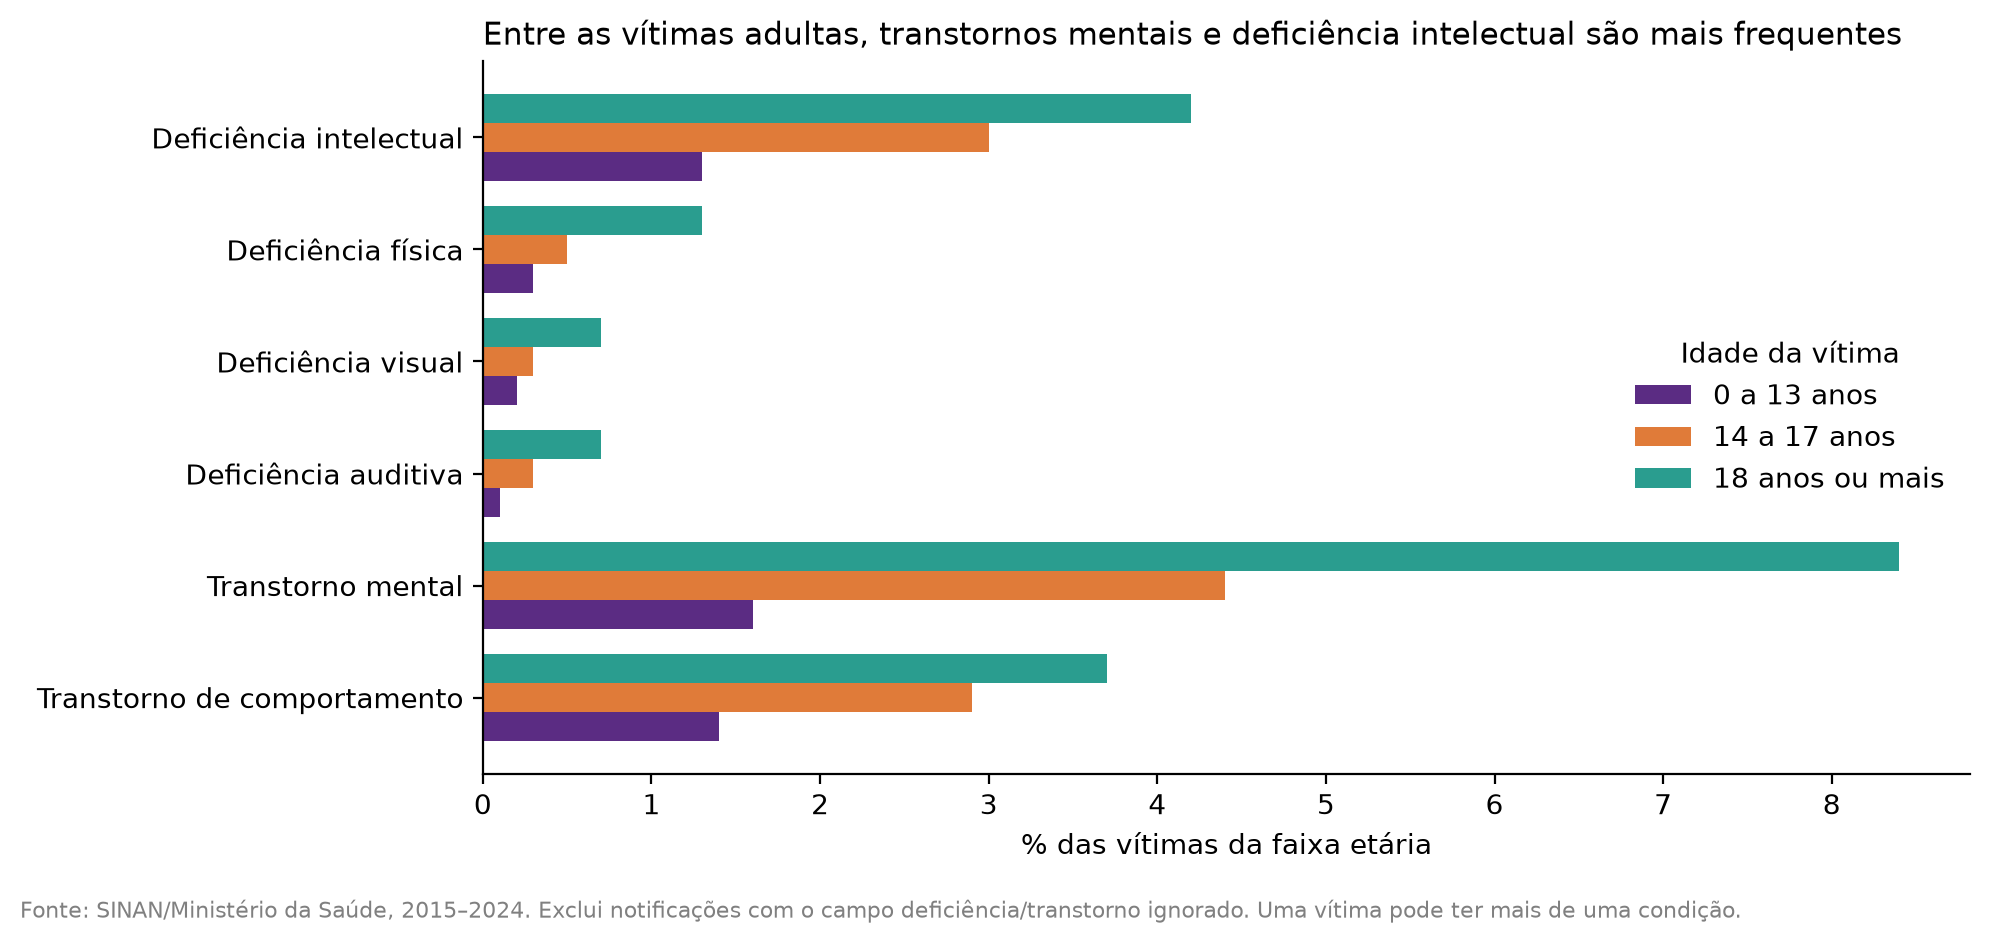 Entre as vítimas adultas, transtornos mentais e deficiência intelectual são mais frequentes
Deficiência intelectual
Deficiência física
Deficiência visual
Deficiência auditiva
Transtorno mental
Transtorno de comportamento
Idade da vítima
0 a 13 anos
14 a 17 anos
18 anos ou mais
0 1 2 3 4 5 6 7 8
% das vítimas da faixa etária
Fonte: SINAN/Ministério da Saúde, 2015–2024. Exclui notificações com o campo deficiência/transtorno ignorado. Uma vítima pode ter mais de uma condição.